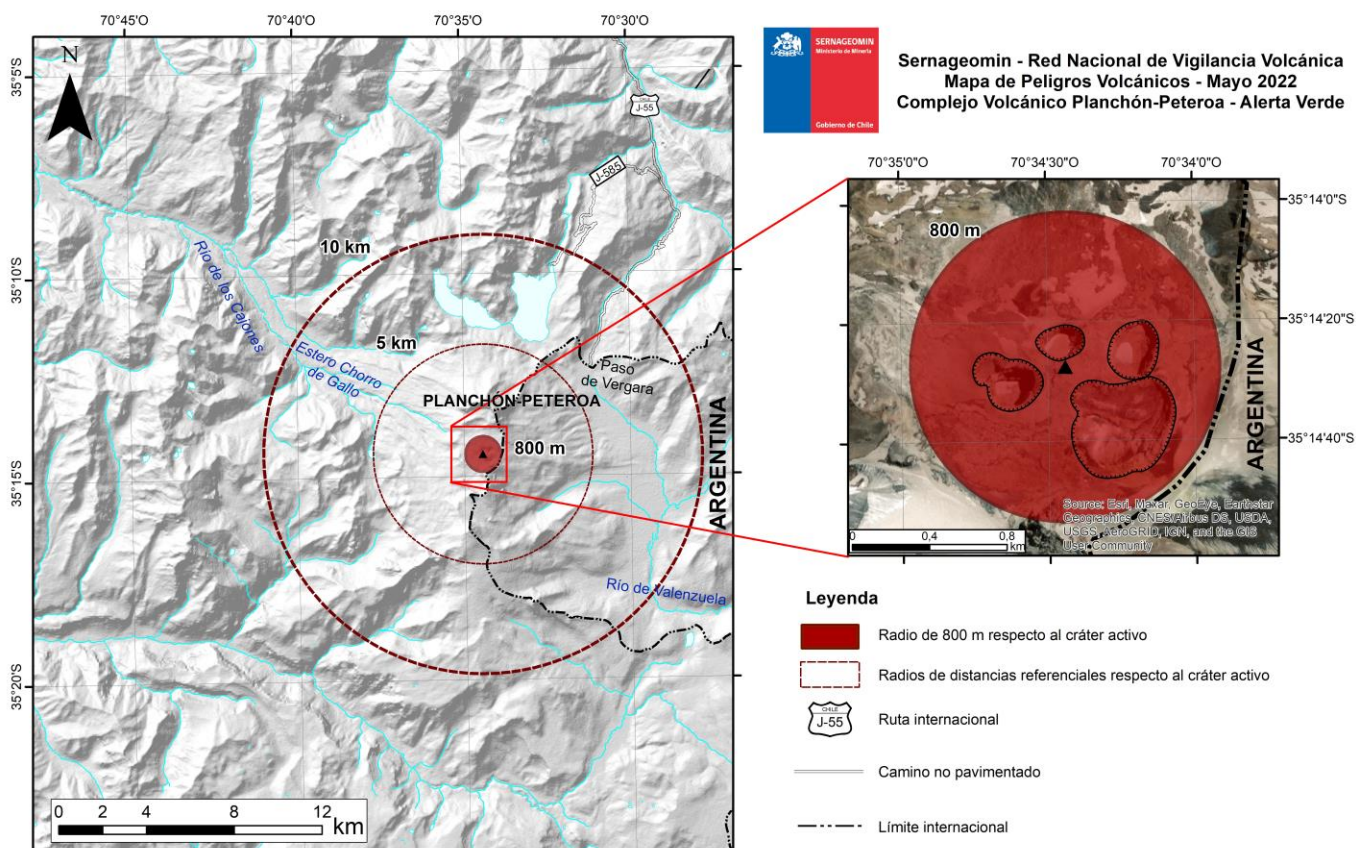 70°45'O
70°40'O
70°35'O
70°30'O
35°5'S
35°10'S
35°15'S
35°20'S
N
CHILE
J-55
J-585
10 km
5 km
800 m
Río de los Cajones
Estero Chorro
de Gallo
Paso
de Vergara
PLANCHÓN-PETEROA
ARGENTINA
Río de Valenzuela
0 2 4 8 12
km
SERNAGEOMIN
Ministerio de Minería
Gobierno de Chile
Sernageomin - Red Nacional de Vigilancia Volcánica
Mapa de Peligros Volcánicos - Mayo 2022
Complejo Volcánico Planchón-Peteroa - Alerta Verde
70°35'0"O
70°34'30"O
70°34'0"O
35°14'0"S
35°14'20"S
35°14'40"S
800 m
ARGENTINA
Source: Esri, Maxar, GeoEye, Earthstar
Geographics, CNES/Airbus DS, USDA,
USGS, AeroGRID, IGN, and the GIS
User Community
0 0,4 0,8
km
Leyenda
Radio de 800 m respecto al cráter activo
Radios de distancias referenciales respecto al cráter activo
CHILE
J-55
Ruta internacional
Camino no pavimentado
Límite internacional